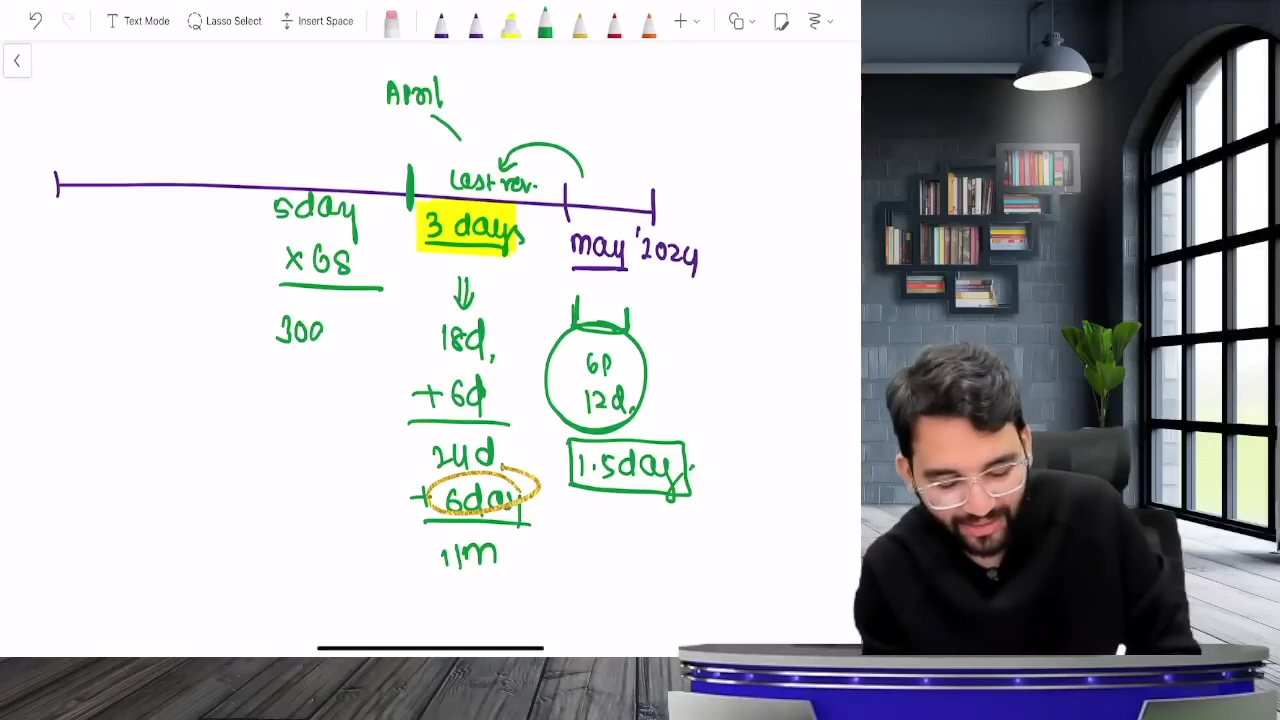 Text Mode
Lasso Select
Insert Space
April
Last rev.
5day
3 days
may '2024
x 6S
300
18d,
+6d
24d
+ 6day
1m
6p
12d,
1.5day.